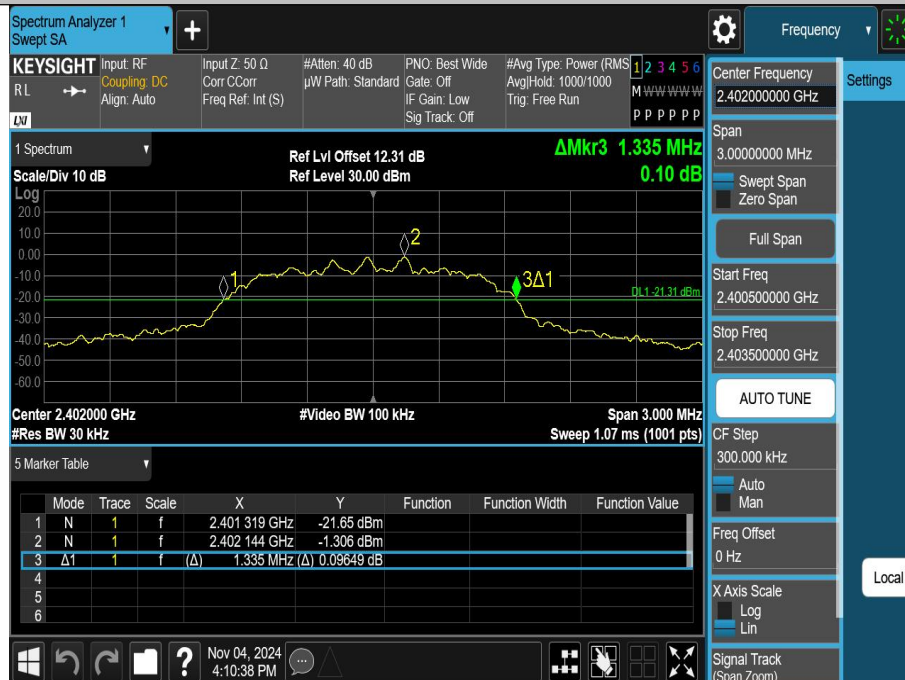 Spectrum Analyzer 1
Swept SA
+
Frequency
KEYSIGHT
RL
LXI
Input: RF
Coupling: DC
Align: Auto
Input Z: 50 Ω
Corr CCorr
Freq Ref: Int (S)
#Atten: 40 dB
µW Path: Standard
PNO: Best Wide
Gate: Off
IF Gain: Low
Sig Track: Off
#Avg Type: Power (RMS
Avg|Hold: 1000/1000
Trig: Free Run
1 2 3 4 5 6
M W W W W W
P P P P P P
1 Spectrum
Scale/Div 10 dB
Ref Lvl Offset 12.31 dB
Ref Level 30.00 dBm
ΔMkr3 1.335 MHz
0.10 dB
Log
20.0
10.0
0.00
-10.0
-20.0
-30.0
-40.0
-50.0
-60.0
1
2
3Δ1
DL1 -21.31 dBm
Center 2.402000 GHz
#Video BW 100 kHz
Span 3.000 MHz
#Res BW 30 kHz
Sweep 1.07 ms (1001 pts)
5 Marker Table
Mode Trace Scale X Y Function Function Width Function Value
1 N 1 f 2.401 319 GHz -21.65 dBm
2 N 1 f 2.402 144 GHz -1.306 dBm
3 Δ1 1 f (Δ) 1.335 MHz (Δ) 0.09649 dB
4
5
6
?
Nov 04, 2024
4:10:38 PM
Center Frequency
2.402000000 GHz
Span
3.00000000 MHz
Swept Span
Zero Span
Full Span
Start Freq
2.400500000 GHz
Stop Freq
2.403500000 GHz
AUTO TUNE
CF Step
300.000 kHz
Auto
Man
Freq Offset
0 Hz
X Axis Scale
Log
Lin
Signal Track
(Span Zoom)
Settings
Local